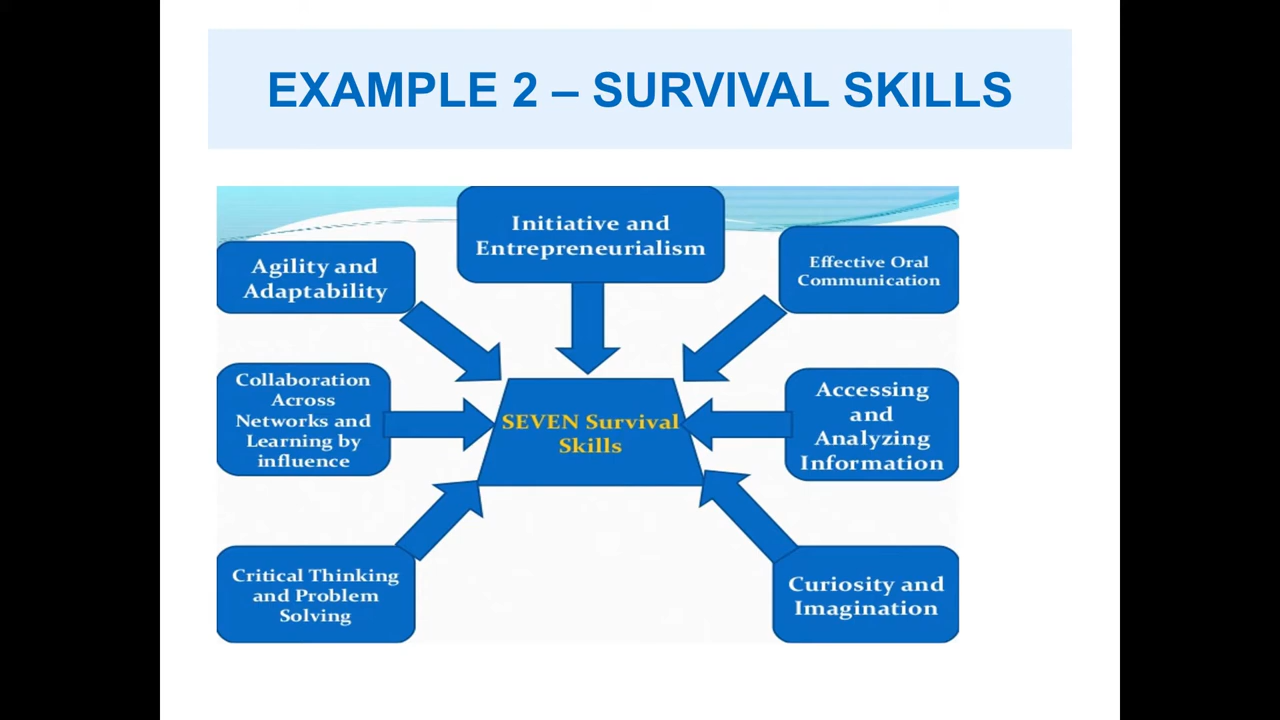 EXAMPLE 2 – SURVIVAL SKILLS
Initiative and
Entrepreneurialism
Agility and
Adaptability
Effective Oral
Communication
Collaboration
Across
Networks and
Learning by
influence
SEVEN Survival
Skills
Accessing
and
Analyzing
Information
Critical Thinking
and Problem
Solving
Curiosity and
Imagination